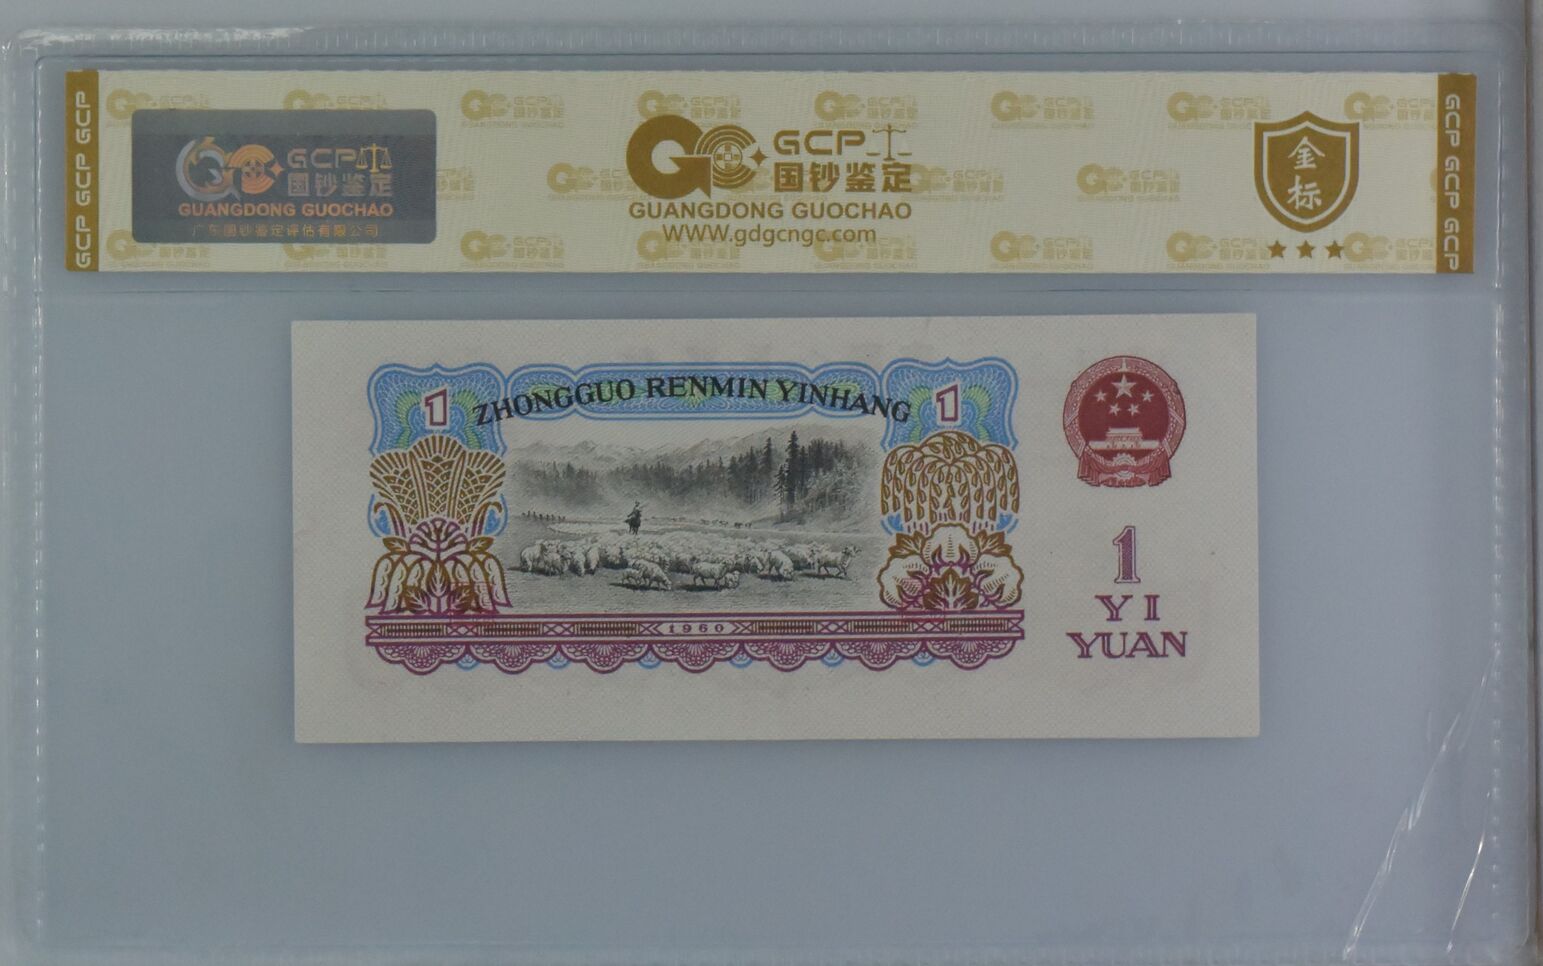 GCP GCP GCP
GCP
国钞鉴定
GUANGDONG GUOCHAO
广东国钞鉴定评估有限公司
GCP
国钞鉴定
GUANGDONG GUOCHAO
WWW.gdgcngc.com
金
标
GCP GCP GCP
ZHONGGUO RENMIN YINHANG
1
1
1960
1
YI
YUAN